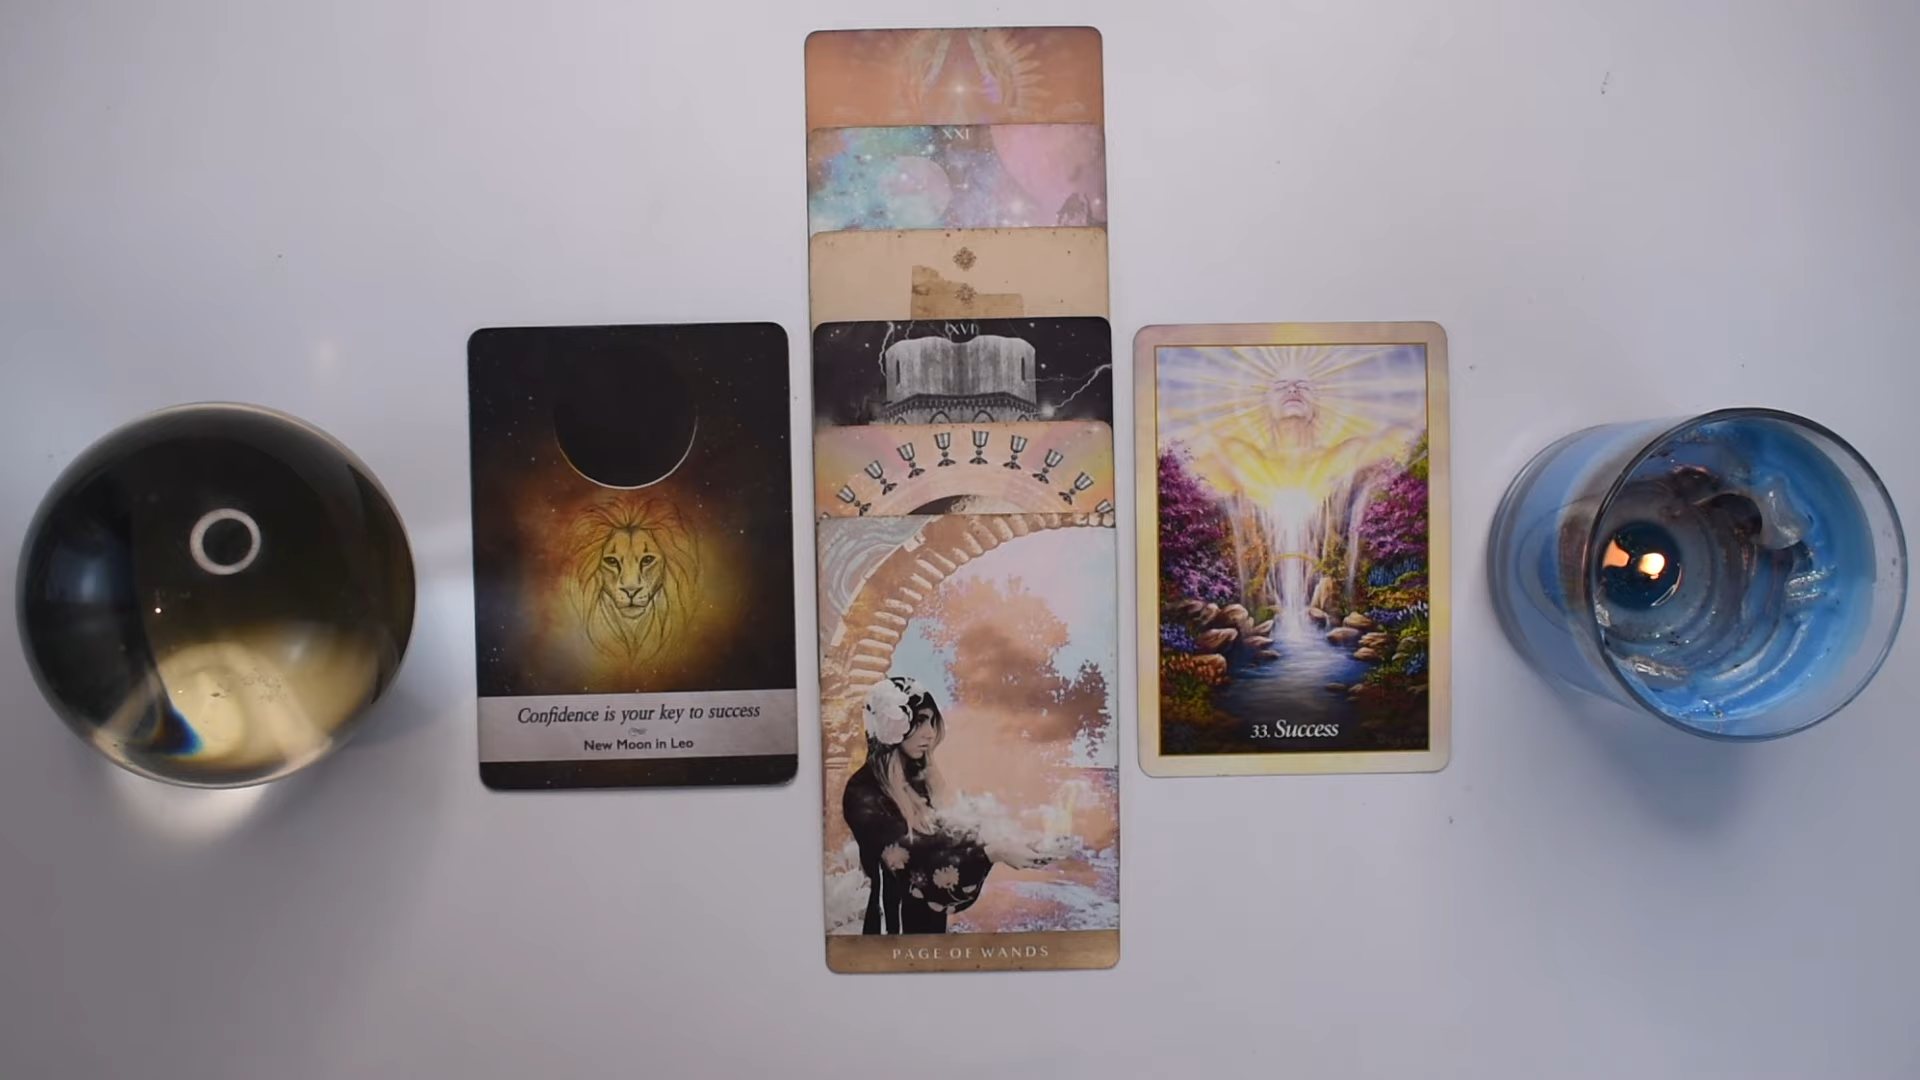 XXI
XVI
Confidence is your key to success
New Moon in Leo
33. Success
PAGE OF WANDS